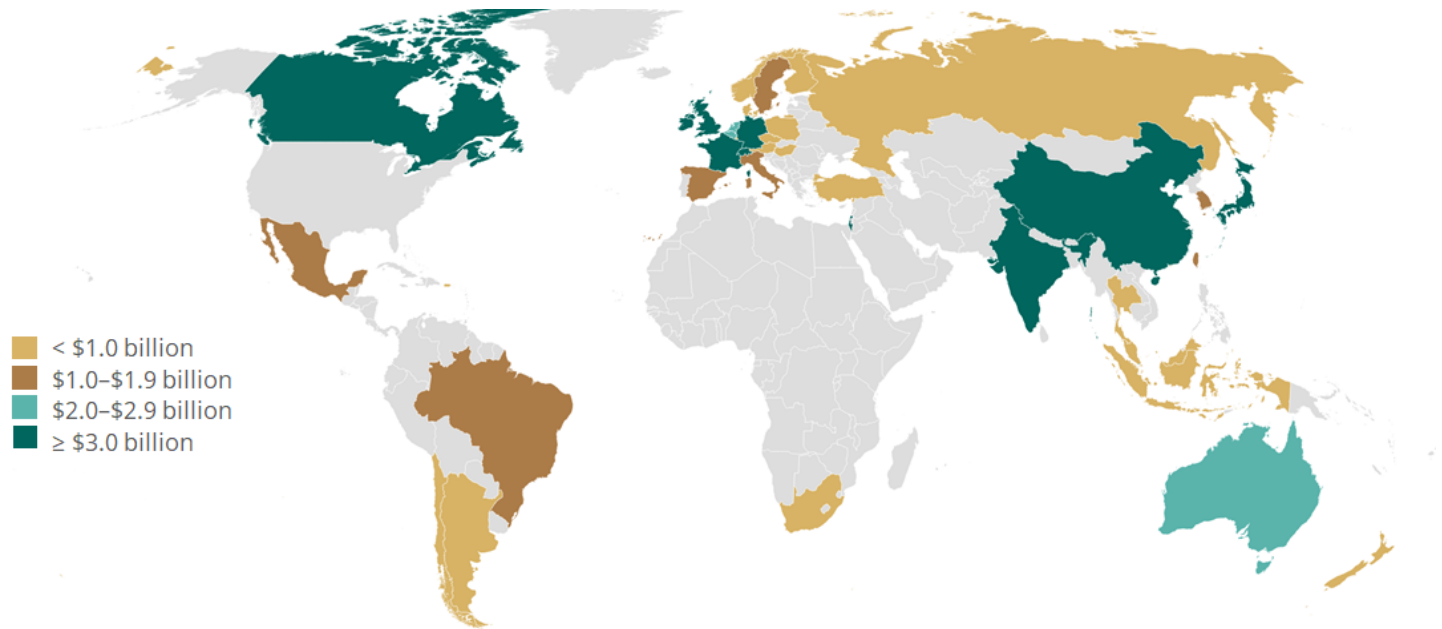 < $1.0 billion
$1.0–$1.9 billion
$2.0–$2.9 billion
≥ $3.0 billion